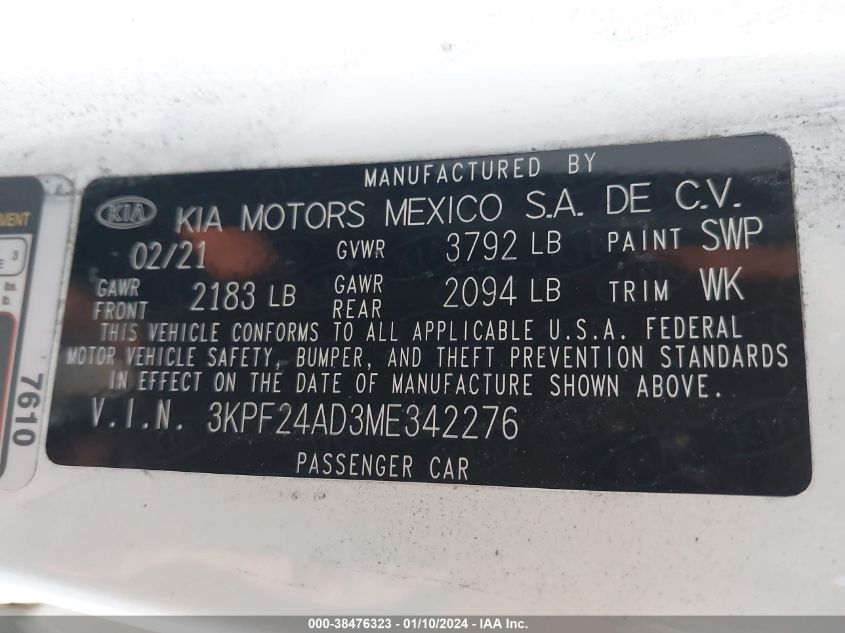 MANUFACTURED BY
KIA KIA MOTORS MEXICO S.A. DE C.V.
02/21 GVWR 3792 LB PAINT SWP
GAWR FRONT 2183 LB GAWR REAR 2094 LB TRIM WK
THIS VEHICLE CONFORMS TO ALL APPLICABLE U.S.A. FEDERAL
MOTOR VEHICLE SAFETY, BUMPER, AND THEFT PREVENTION STANDARDS
IN EFFECT ON THE DATE OF MANUFACTURE SHOWN ABOVE.
V.I.N. 3KPF24AD3ME342276
PASSENGER CAR
3
7610
000-38476323 - 01/10/2024 - IAA Inc.